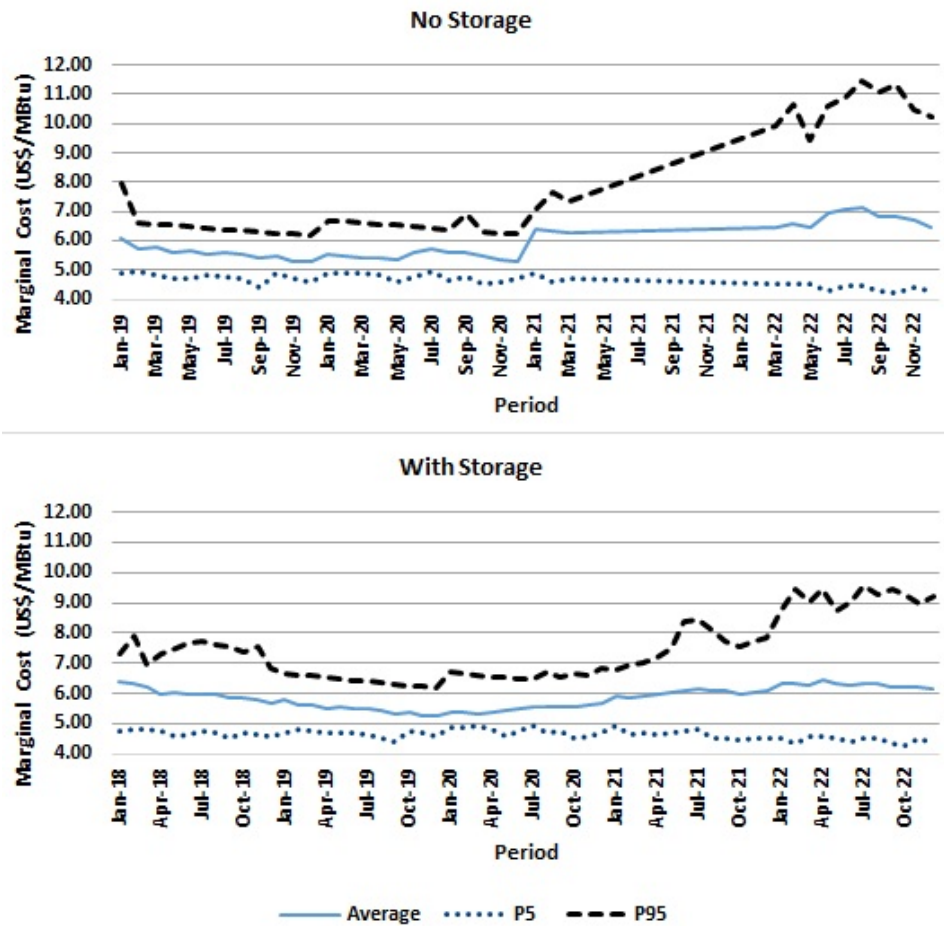 No Storage
Marginal Cost (US$/MBtu)
12.00
11.00
10.00
9.00
8.00
7.00
6.00
5.00
4.00
Jan-19
Mar-19
May-19
Jul-19
Sep-19
Nov-19
Jan-20
Mar-20
May-20
Jul-20
Sep-20
Nov-20
Jan-21
Mar-21
May-21
Jul-21
Sep-21
Nov-21
Jan-22
Mar-22
May-22
Jul-22
Sep-22
Nov-22
Period
With Storage
Marginal Cost (US$/MBtu)
12.00
11.00
10.00
9.00
8.00
7.00
6.00
5.00
4.00
Jan-18
Apr-18
Jul-18
Oct-18
Jan-19
Apr-19
Jul-19
Oct-19
Jan-20
Apr-20
Jul-20
Oct-20
Jan-21
Apr-21
Jul-21
Oct-21
Jan-22
Apr-22
Jul-22
Oct-22
Period
Average P5 P95